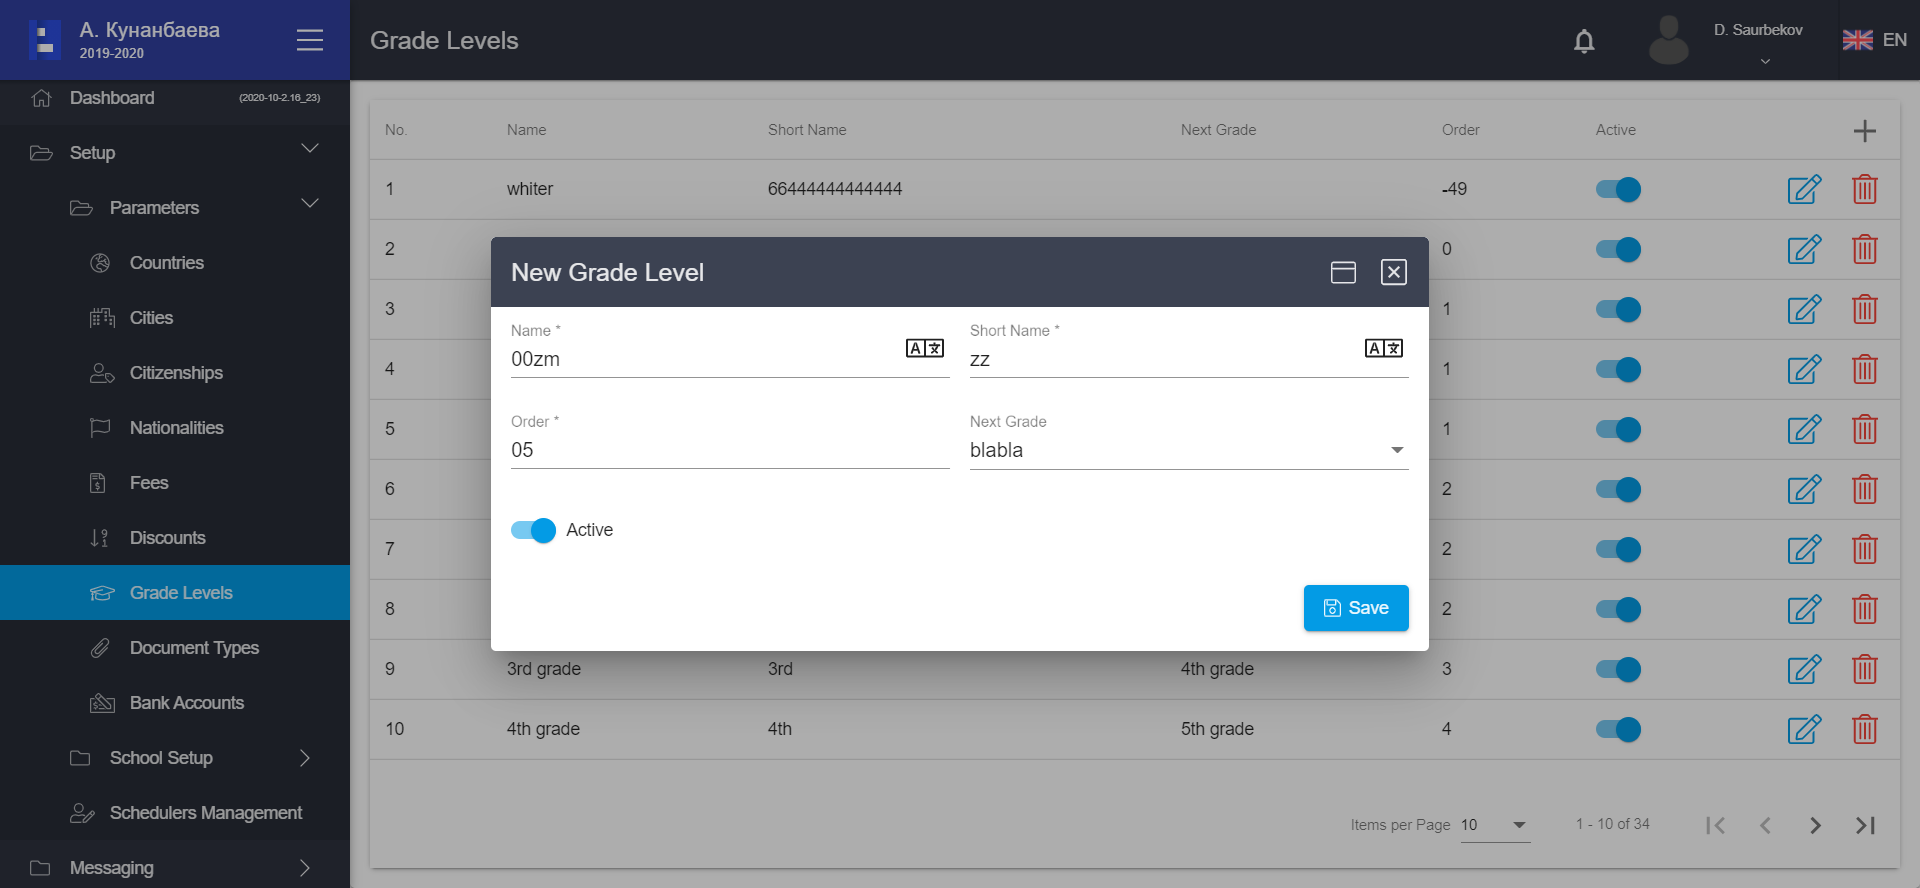 А. Кунанбаева
2019-2020
Grade Levels
D. Saurbekov
EN
Dashboard (2020-10-2.16_23)
Setup
Parameters
Countries
Cities
Citizenships
Nationalities
Fees
Discounts
Grade Levels
Document Types
Bank Accounts
School Setup
Schedulers Management
Messaging
No. Name Short Name Next Grade Order Active
1 whiter 66444444444444 -49
2 0
3 1
4 1
5 1
6 2
7 2
8 2
9 3rd grade 3rd 4th grade 3
10 4th grade 4th 5th grade 4
Items per Page 10 1 - 10 of 34
New Grade Level
Name * Short Name *
00zm A文 zz A文
Order * Next Grade
05 blabla
Active
Save